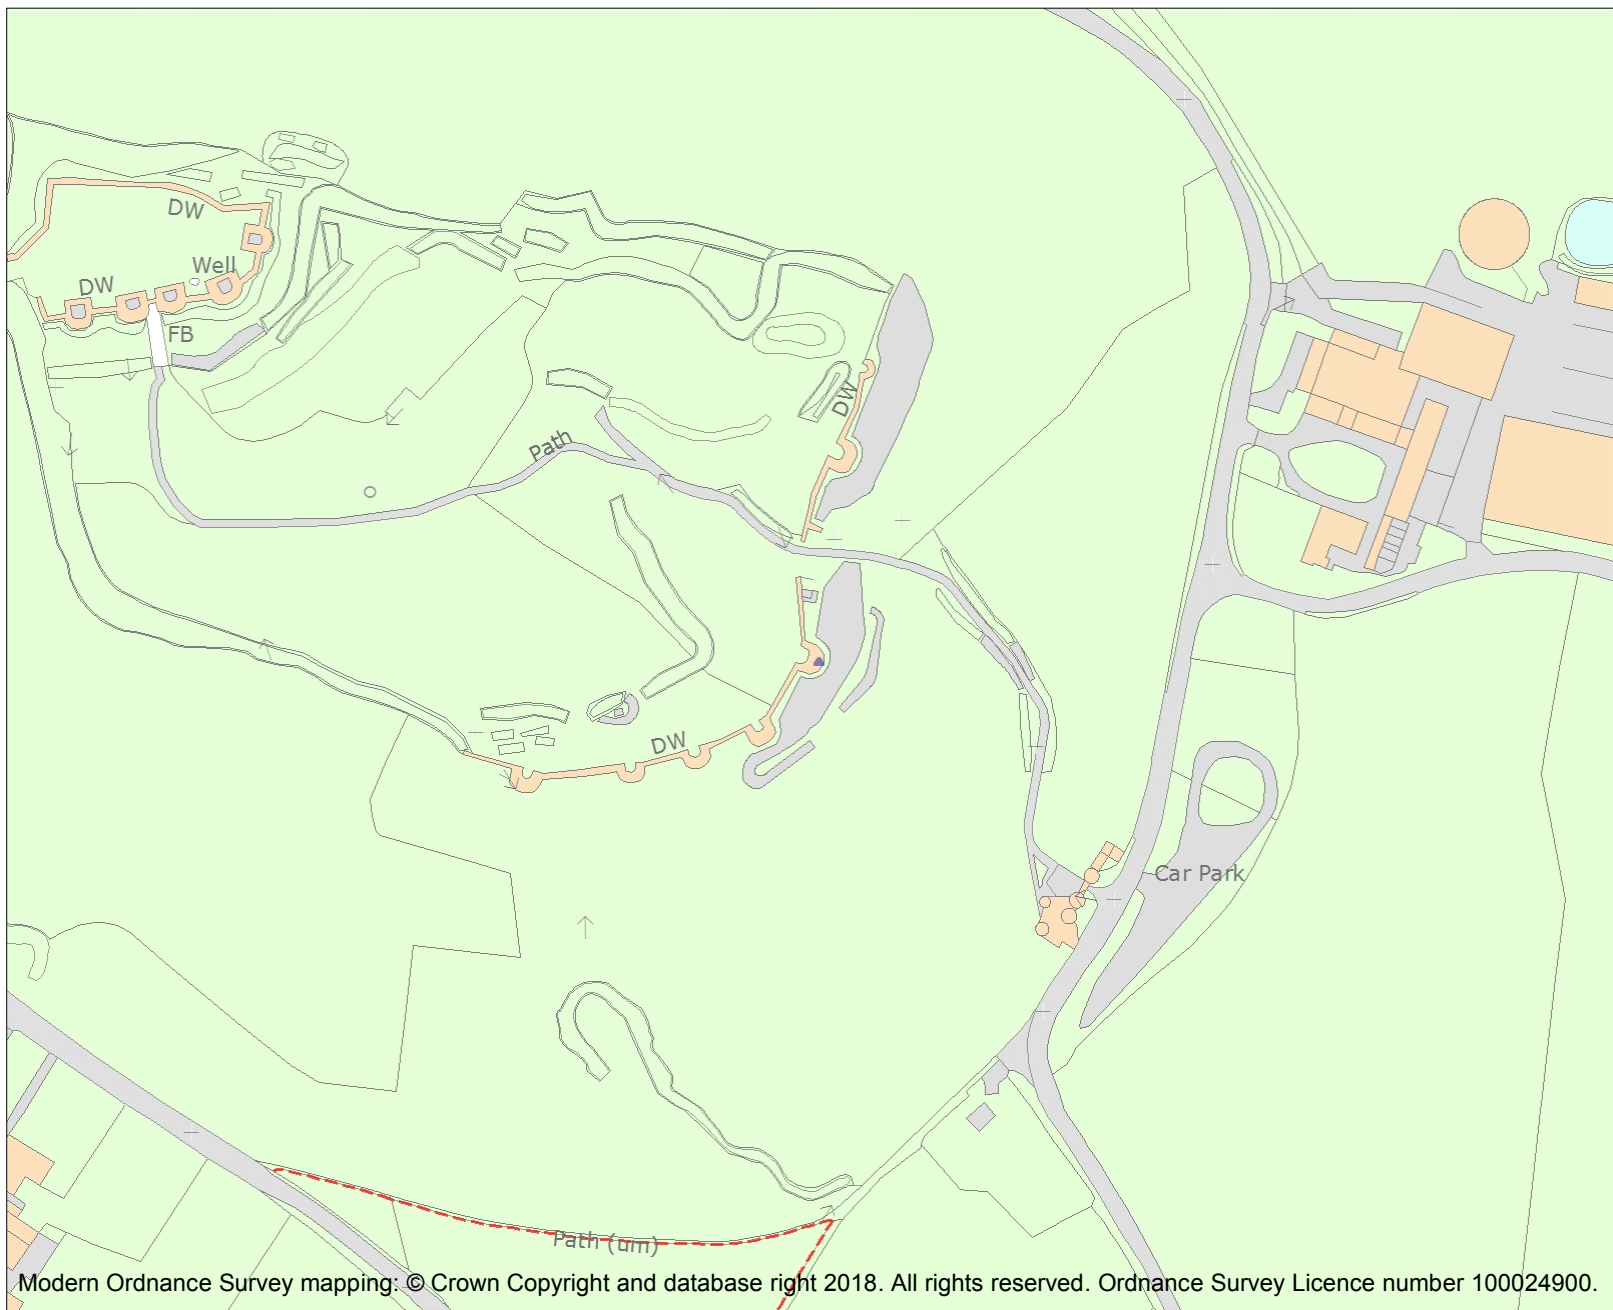 DW
DW
Well
FB
DW
Path
DW
Car Park
Path (um)
Modern Ordnance Survey mapping: © Crown Copyright and database right 2018. All rights reserved. Ordnance Survey Licence number 100024900.